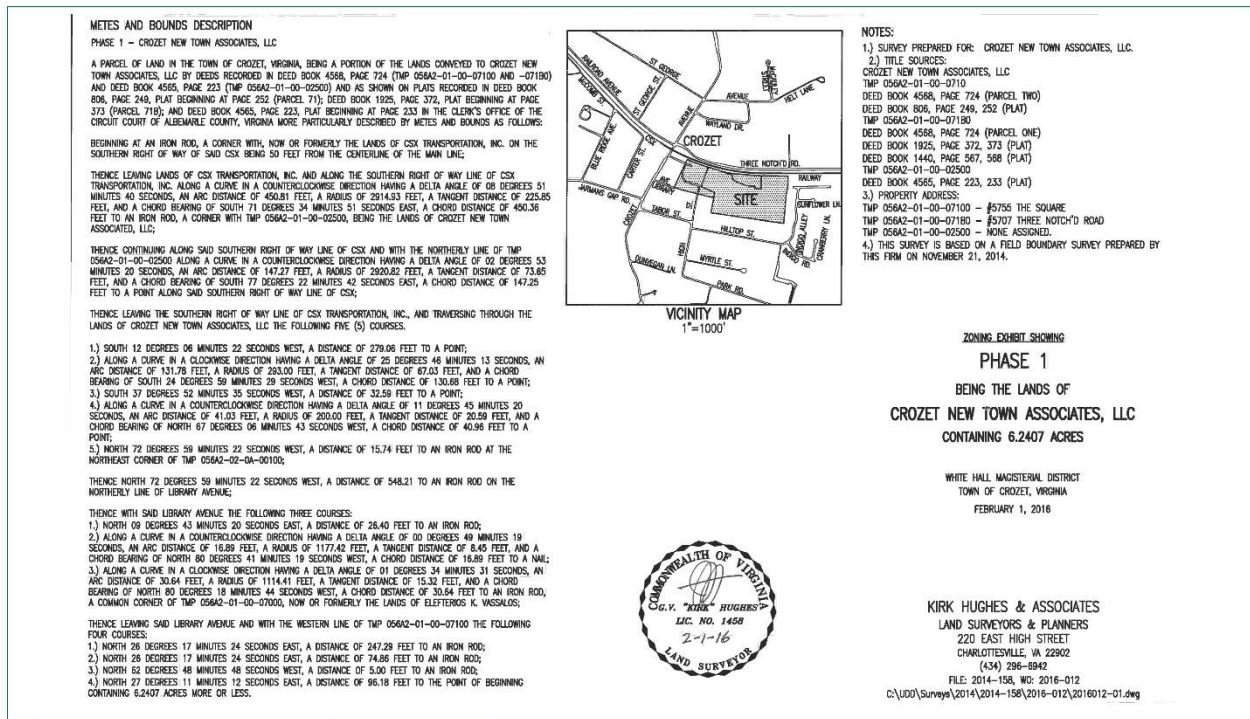 METES AND BOUNDS DESCRIPTION
PHASE 1 – CROZET NEW TOWN ASSOCIATES, LLC
A PARCEL OF LAND IN THE TOWN OF CROZET, VIRGINIA, BEING A PORTION OF THE LANDS CONVEYED TO CROZET NEW
TOWN ASSOCIATES, LLC BY DEEDS RECORDED IN DEED BOOK 4568, PAGE 724 (TMP 056A2-01-00-07100 AND -071B0)
AND DEED BOOK 4565, PAGE 223 (TMP 056A2-01-00-02500) AND AS SHOWN ON PLATS RECORDED IN DEED BOOK
806, PAGE 249, PLAT BEGINNING AT PAGE 252 (PARCEL 71); DEED BOOK 1925, PAGE 372, PLAT BEGINNING AT PAGE
373 (PARCEL 71B); AND DEED BOOK 4565, PAGE 223, PLAT BEGINNING AT PAGE 233 IN THE CLERK'S OFFICE OF THE
CIRCUIT COURT OF ALBEMARLE COUNTY, VIRGINIA MORE PARTICULARLY DESCRIBED BY METES AND BOUNDS AS FOLLOWS:
BEGINNING AT AN IRON ROD, A CORNER WITH, NOW OR FORMERLY THE LANDS OF CSX TRANSPORTATION, INC. ON THE
SOUTHERN RIGHT OF WAY OF SAID CSX BEING 50 FEET FROM THE CENTERLINE OF THE MAIN LINE;
THENCE LEAVING LANDS OF CSX TRANSPORTATION, INC. AND ALONG THE SOUTHERN RIGHT OF WAY LINE OF CSX
TRANSPORTATION, INC. ALONG A CURVE IN A COUNTERCLOCKWISE DIRECTION HAVING A DELTA ANGLE OF 08 DEGREES 51
MINUTES 40 SECONDS, AN ARC DISTANCE OF 450.81 FEET, A RADIUS OF 2914.93 FEET, A TANGENT DISTANCE OF 225.85
FEET, AND A CHORD BEARING OF SOUTH 71 DEGREES 34 MINUTES 51 SECONDS EAST, A CHORD DISTANCE OF 450.36
FEET TO AN IRON ROD, A CORNER WITH TMP 056A2-01-00-02500, BEING THE LANDS OF CROZET NEW TOWN
ASSOCIATED, LLC;
THENCE CONTINUING ALONG SAID SOUTHERN RIGHT OF WAY LINE OF CSX AND WITH THE NORTHERLY LINE OF TMP
056A2-01-00-02500 ALONG A CURVE IN A COUNTERCLOCKWISE DIRECTION HAVING A DELTA ANGLE OF 02 DEGREES 53
MINUTES 20 SECONDS, AN ARC DISTANCE OF 147.27 FEET, A RADIUS OF 2920.82 FEET, A TANGENT DISTANCE OF 73.65
FEET, AND A CHORD BEARING OF SOUTH 77 DEGREES 22 MINUTES 42 SECONDS EAST, A CHORD DISTANCE OF 147.25
FEET TO A POINT ALONG SAID SOUTHERN RIGHT OF WAY LINE OF CSX;
THENCE LEAVING THE SOUTHERN RIGHT OF WAY LINE OF CSX TRANSPORTATION, INC., AND TRAVERSING THROUGH THE
LANDS OF CROZET NEW TOWN ASSOCIATES, LLC THE FOLLOWING FIVE (5) COURSES.
1.) SOUTH 12 DEGREES 06 MINUTES 22 SECONDS WEST, A DISTANCE OF 279.06 FEET TO A POINT;
2.) ALONG A CURVE IN A CLOCKWISE DIRECTION HAVING A DELTA ANGLE OF 25 DEGREES 46 MINUTES 13 SECONDS, AN
ARC DISTANCE OF 131.78 FEET, A RADIUS OF 293.00 FEET, A TANGENT DISTANCE OF 67.03 FEET, AND A CHORD
BEARING OF SOUTH 24 DEGREES 59 MINUTES 29 SECONDS WEST, A CHORD DISTANCE OF 130.68 FEET TO A POINT;
3.) SOUTH 37 DEGREES 52 MINUTES 35 SECONDS WEST, A DISTANCE OF 32.59 FEET TO A POINT;
4.) ALONG A CURVE IN A COUNTERCLOCKWISE DIRECTION HAVING A DELTA ANGLE OF 11 DEGREES 45 MINUTES 20
SECONDS, AN ARC DISTANCE OF 41.03 FEET, A RADIUS OF 200.00 FEET, A TANGENT DISTANCE OF 20.59 FEET, AND A
CHORD BEARING OF NORTH 67 DEGREES 06 MINUTES 43 SECONDS WEST, A CHORD DISTANCE OF 40.96 FEET TO A
POINT;
5.) NORTH 72 DEGREES 59 MINUTES 22 SECONDS WEST, A DISTANCE OF 15.74 FEET TO AN IRON ROD AT THE
NORTHEAST CORNER OF TMP 056A2-02-0A-00100;
THENCE NORTH 72 DEGREES 59 MINUTES 22 SECONDS WEST, A DISTANCE OF 548.21 TO AN IRON ROD ON THE
NORTHERLY LINE OF LIBRARY AVENUE;
THENCE WITH SAID LIBRARY AVENUE THE FOLLOWING THREE COURSES:
1.) NORTH 09 DEGREES 43 MINUTES 20 SECONDS EAST, A DISTANCE OF 26.40 FEET TO AN IRON ROD;
2.) ALONG A CURVE IN A COUNTERCLOCKWISE DIRECTION HAVING A DELTA ANGLE OF 00 DEGREES 49 MINUTES 19
SECONDS, AN ARC DISTANCE OF 16.89 FEET, A RADIUS OF 1177.42 FEET, A TANGENT DISTANCE OF 8.45 FEET, AND A
CHORD BEARING OF NORTH 80 DEGREES 41 MINUTES 19 SECONDS WEST, A CHORD DISTANCE OF 16.89 FEET TO A NAIL;
3.) ALONG A CURVE IN A CLOCKWISE DIRECTION HAVING A DELTA ANGLE OF 01 DEGREES 34 MINUTES 31 SECONDS, AN
ARC DISTANCE OF 30.64 FEET, A RADIUS OF 1114.41 FEET, A TANGENT DISTANCE OF 15.32 FEET, AND A CHORD
BEARING OF NORTH 80 DEGREES 18 MINUTES 44 SECONDS WEST, A CHORD DISTANCE OF 30.64 FT TO AN IRON ROD,
A COMMON CORNER OF TMP 056A2-01-00-07000, NOW OR FORMERLY THE LANDS OF ELEFTERIOS K. VASSALOS;
THENCE LEAVING SAID LIBRARY AVENUE AND WITH THE WESTERN LINE OF TMP 056A2-01-00-07100 THE FOLLOWING
FOUR COURSES:
1.) NORTH 26 DEGREES 17 MINUTES 24 SECONDS EAST, A DISTANCE OF 247.29 FEET TO AN IRON ROD;
2.) NORTH 26 DEGREES 17 MINUTES 24 SECONDS EAST, A DISTANCE OF 74.86 FEET TO AN IRON ROD;
3.) NORTH 62 DEGREES 48 MINUTES 48 SECONDS WEST, A DISTANCE OF 5.00 FEET TO AN IRON ROD;
4.) NORTH 27 DEGREES 11 MINUTES 12 SECONDS EAST, A DISTANCE OF 96.18 FEET TO THE POINT OF BEGINNING
CONTAINING 6.2407 ACRES MORE OR LESS.
RAILROAD AVENUE
MCCOMB ST.
ST GEORGE
ST. GEORGE ST.
AVENUE
MCKINLEY STREET
HILT LANE
AVENUE
WAYLAND DR.
BLUE RIDGE AVE.
CARTER ST.
CSX
CROZET
THREE NOTCH'D RD.
RAILWAY
LIBRARY AVE.
JARMANS GAP RD.
CROZET
TABOR ST.
SITE
SUNFLOWER LN.
HILLTOP ST.
INDIGO ALLEY
CRANBERRY LN.
INDIGO RD.
HIGH ST.
MYRTLE ST.
DUNVEGAN LN.
PARK RD.
VICINITY MAP
1"=1000'
COMMONWEALTH OF VIRGINIA
G.V. "KIRK" HUGHES
LIC. NO. 1458
2-1-16
LAND SURVEYOR
NOTES:
1.) SURVEY PREPARED FOR: CROZET NEW TOWN ASSOCIATES, LLC.
2.) TITLE SOURCES:
CROZET NEW TOWN ASSOCIATES, LLC
TMP 056A2-01-00-0710
DEED BOOK 4568, PAGE 724 (PARCEL TWO)
DEED BOOK 806, PAGE 249, 252 (PLAT)
TMP 056A2-01-00-071B0
DEED BOOK 4568, PAGE 724 (PARCEL ONE)
DEED BOOK 1925, PAGE 372, 373 (PLAT)
DEED BOOK 1440, PAGE 567, 568 (PLAT)
TMP 056A2-01-00-02500
DEED BOOK 4565, PAGE 223, 233 (PLAT)
3.) PROPERTY ADDRESS:
TMP 056A2-01-00-07100 – #5755 THE SQUARE
TMP 056A2-01-00-071B0 – #5707 THREE NOTCH'D ROAD
TMP 056A2-01-00-02500 – NONE ASSIGNED.
4.) THIS SURVEY IS BASED ON A FIELD BOUNDARY SURVEY PREPARED BY
THIS FIRM ON NOVEMBER 21, 2014.
ZONING EXHIBIT SHOWING
PHASE 1
BEING THE LANDS OF
CROZET NEW TOWN ASSOCIATES, LLC
CONTAINING 6.2407 ACRES
WHITE HALL MAGISTERIAL DISTRICT
TOWN OF CROZET, VIRGINIA
FEBRUARY 1, 2016
KIRK HUGHES & ASSOCIATES
LAND SURVEYORS & PLANNERS
220 EAST HIGH STREET
CHARLOTTESVILLE, VA 22902
(434) 296-6942
FILE: 2014-158, WO: 2016-012
C:\UDD\Surveys\2014\2014-158\2016-012\2016012-01.dwg